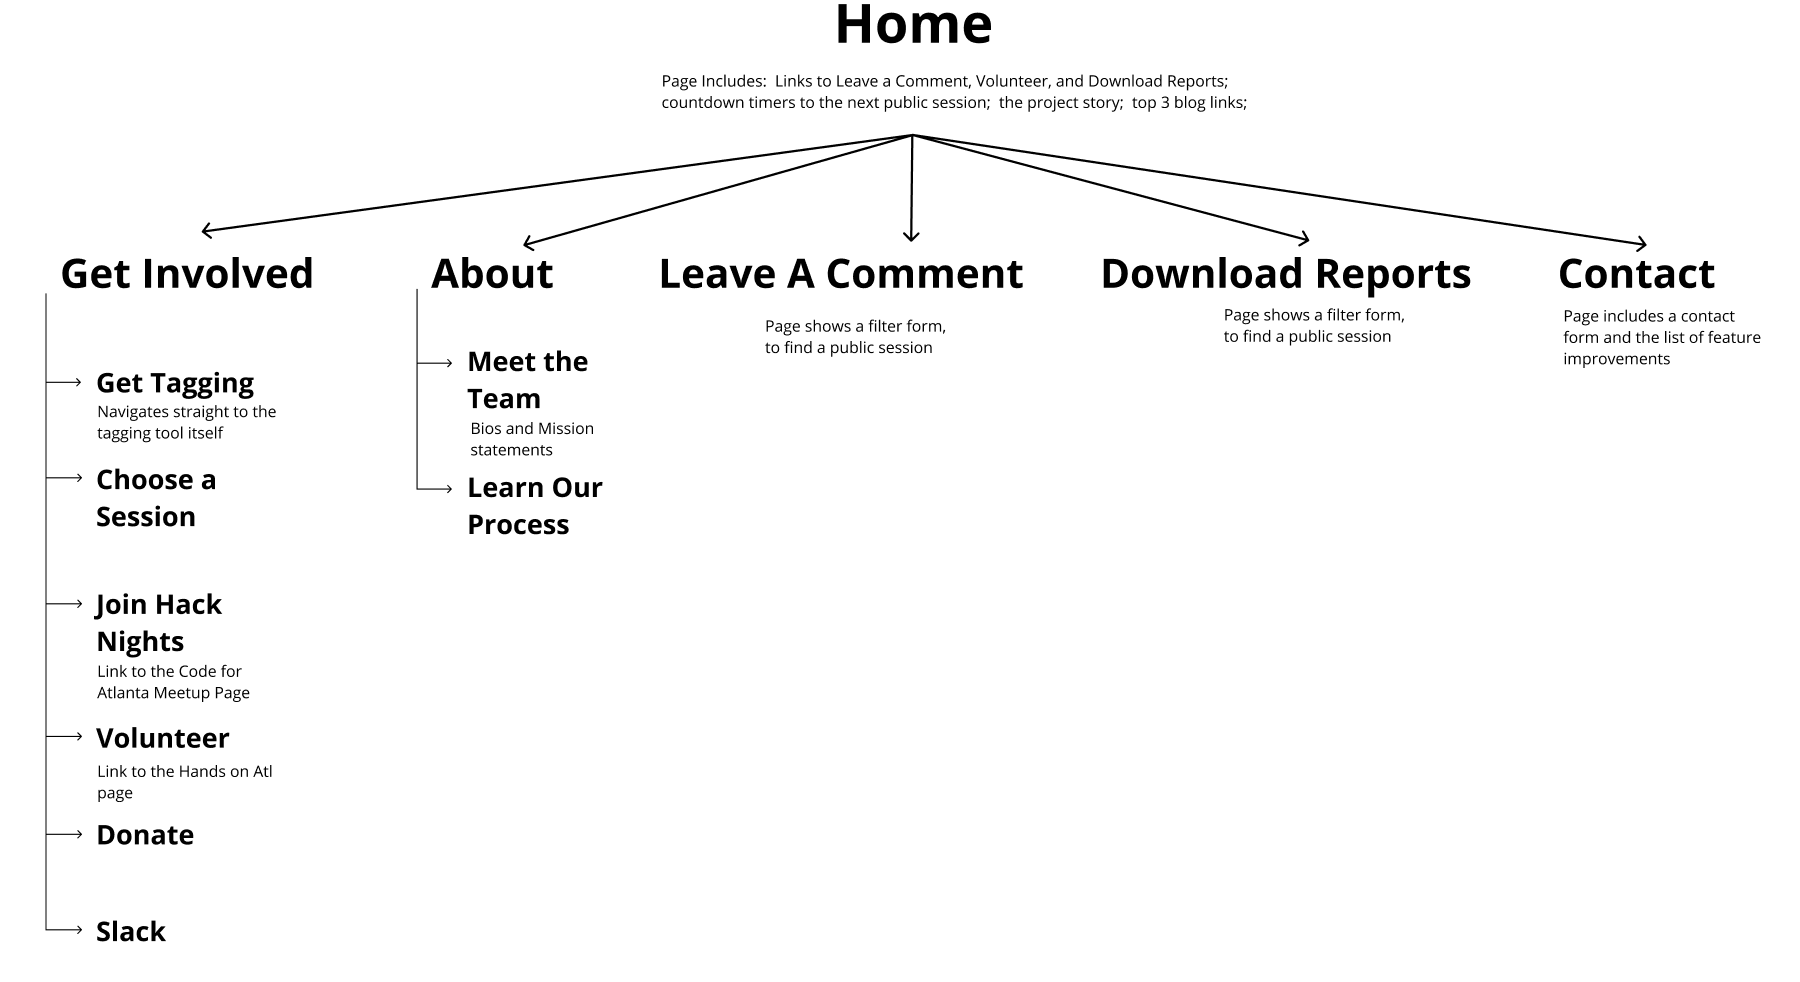 Home
Page Includes:  Links to Leave a Comment, Volunteer, and Download Reports;
countdown timers to the next public session;  the project story;  top 3 blog links;
Get Involved
Get Tagging
Navigates straight to the
tagging tool itself
Choose a
Session
Join Hack
Nights
Link to the Code for
Atlanta Meetup Page
Volunteer
Link to the Hands on Atl
page
Donate
Slack
About
Meet the
Team
Bios and Mission
statements
Learn Our
Process
Leave A Comment
Page shows a filter form,
to find a public session
Download Reports
Page shows a filter form,
to find a public session
Contact
Page includes a contact
form and the list of feature
improvements